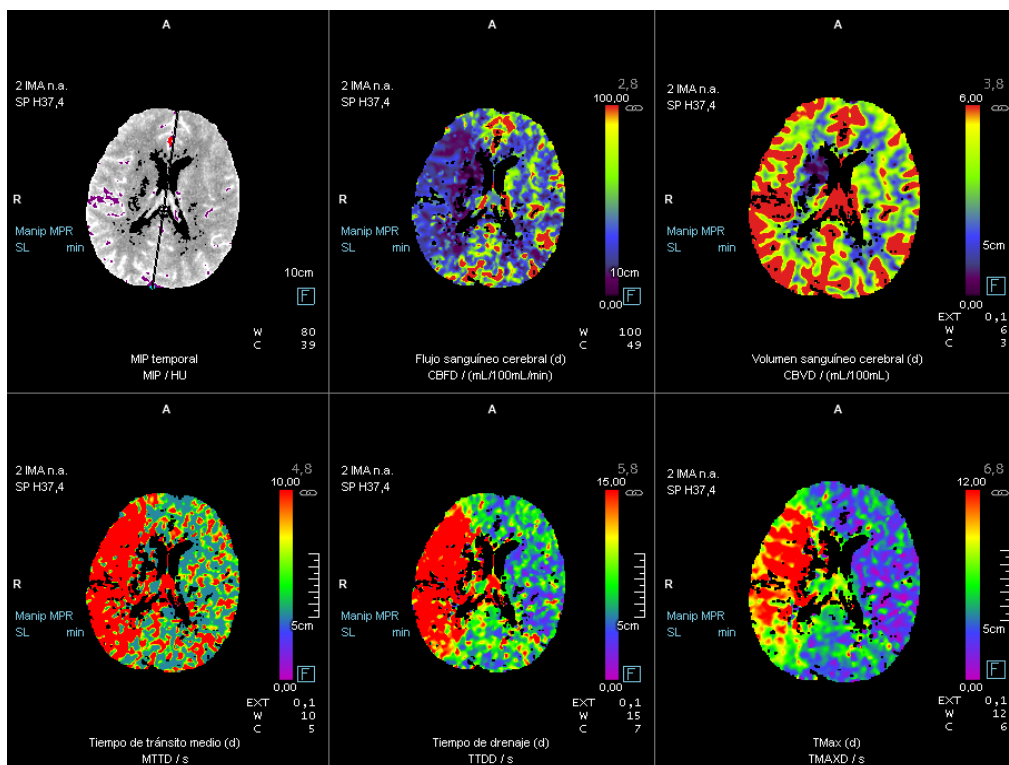 A
2 IMA n.a.
SP H37,4
R
Manip MPR
SL min
10cm
F
W 80
C 39
MIP temporal
MIP / HU
A
2 IMA n.a.
SP H37,4
2,8
100,00
R
Manip MPR
SL min
10cm
0,00
F
W 100
C 49
Flujo sanguíneo cerebral (d)
CBFD / (mL/100mL/min)
A
2 IMA n.a.
SP H37,4
3,8
6,00
R
Manip MPR
SL min
5cm
0,00
F
EXT 0,1
W 6
C 3
Volumen sanguíneo cerebral (d)
CBVD / (mL/100mL)
A
2 IMA n.a.
SP H37,4
4,8
10,00
R
Manip MPR
SL min
5cm
0,00
F
EXT 0,1
W 10
C 5
Tiempo de tránsito medio (d)
MTTD / s
A
2 IMA n.a.
SP H37,4
5,8
15,00
R
Manip MPR
SL min
5cm
0,00
F
EXT 0,1
W 15
C 7
Tiempo de drenaje (d)
TTDD / s
A
2 IMA n.a.
SP H37,4
6,8
12,00
R
Manip MPR
SL min
5cm
0,00
F
EXT 0,1
W 12
C 6
TMax (d)
TMAXD / s